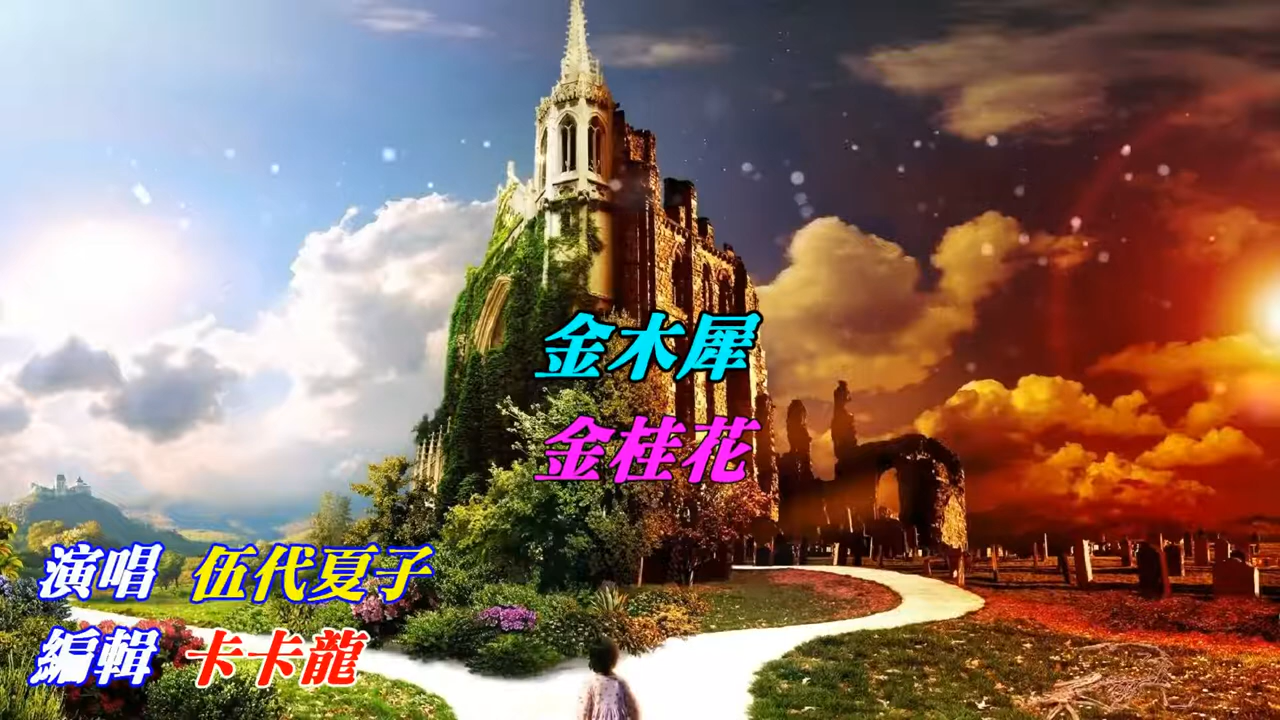 金木犀
金桂花
演唱 伍代夏子
編輯 卡卡龍